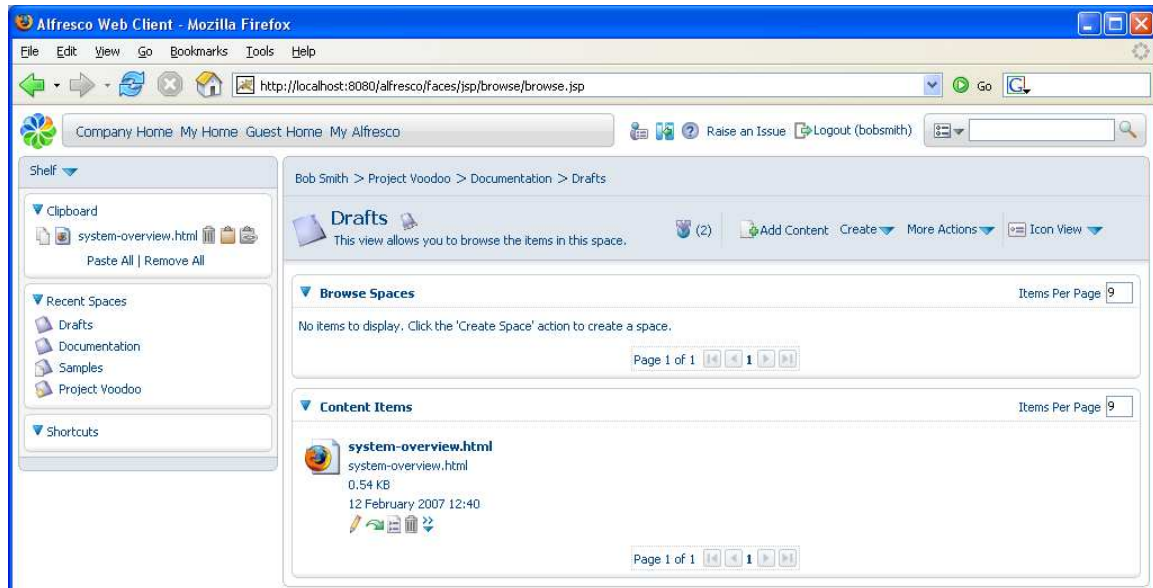 Alfresco Web Client - Mozilla Firefox
File Edit View Go Bookmarks Tools Help
http://localhost:8080/alfresco/faces/jsp/browse/browse.jsp Go G
Company Home My Home Guest Home My Alfresco Raise an Issue Logout (bobsmith)
Shelf
Clipboard
system-overview.html
Paste All | Remove All
Recent Spaces
Drafts
Documentation
Samples
Project Voodoo
Shortcuts
Bob Smith > Project Voodoo > Documentation > Drafts
Drafts
This view allows you to browse the items in this space.
(2) Add Content Create More Actions Icon View
Browse Spaces Items Per Page 9
No items to display. Click the 'Create Space' action to create a space.
Page 1 of 1 1
Content Items Items Per Page 9
system-overview.html
system-overview.html
0.54 KB
12 February 2007 12:40
Page 1 of 1 1